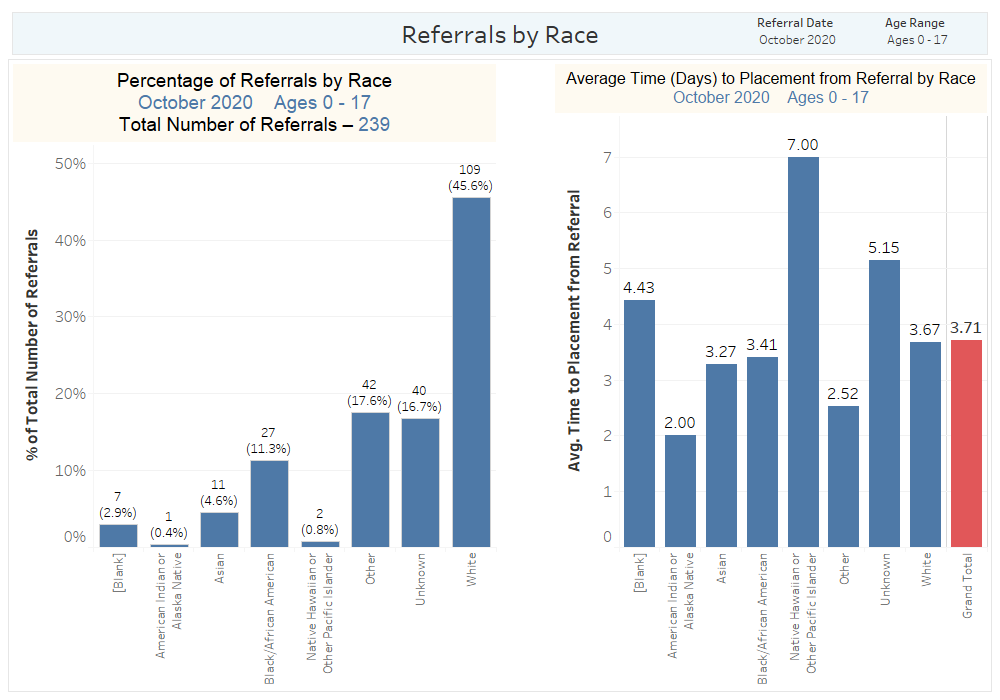 Referrals by Race
Referral Date
October 2020
Age Range
Ages 0 - 17
Percentage of Referrals by Race
October 2020 Ages 0 - 17
Total Number of Referrals – 239
% of Total Number of Referrals
50%
40%
30%
20%
10%
0%
7
(2.9%)
1
(0.4%)
11
(4.6%)
27
(11.3%)
2
(0.8%)
42
(17.6%)
40
(16.7%)
109
(45.6%)
[Blank]
American Indian or
Alaska Native
Asian
Black/African American
Native Hawaiian or
Other Pacific Islander
Other
Unknown
White
Average Time (Days) to Placement from Referral by Race
October 2020 Ages 0 - 17
Avg. Time to Placement from Referral
7
6
5
4
3
2
1
0
4.43
2.00
3.27
3.41
7.00
2.52
5.15
3.67
3.71
[Blank]
American Indian or
Alaska Native
Asian
Black/African American
Native Hawaiian or
Other Pacific Islander
Other
Unknown
White
Grand Total